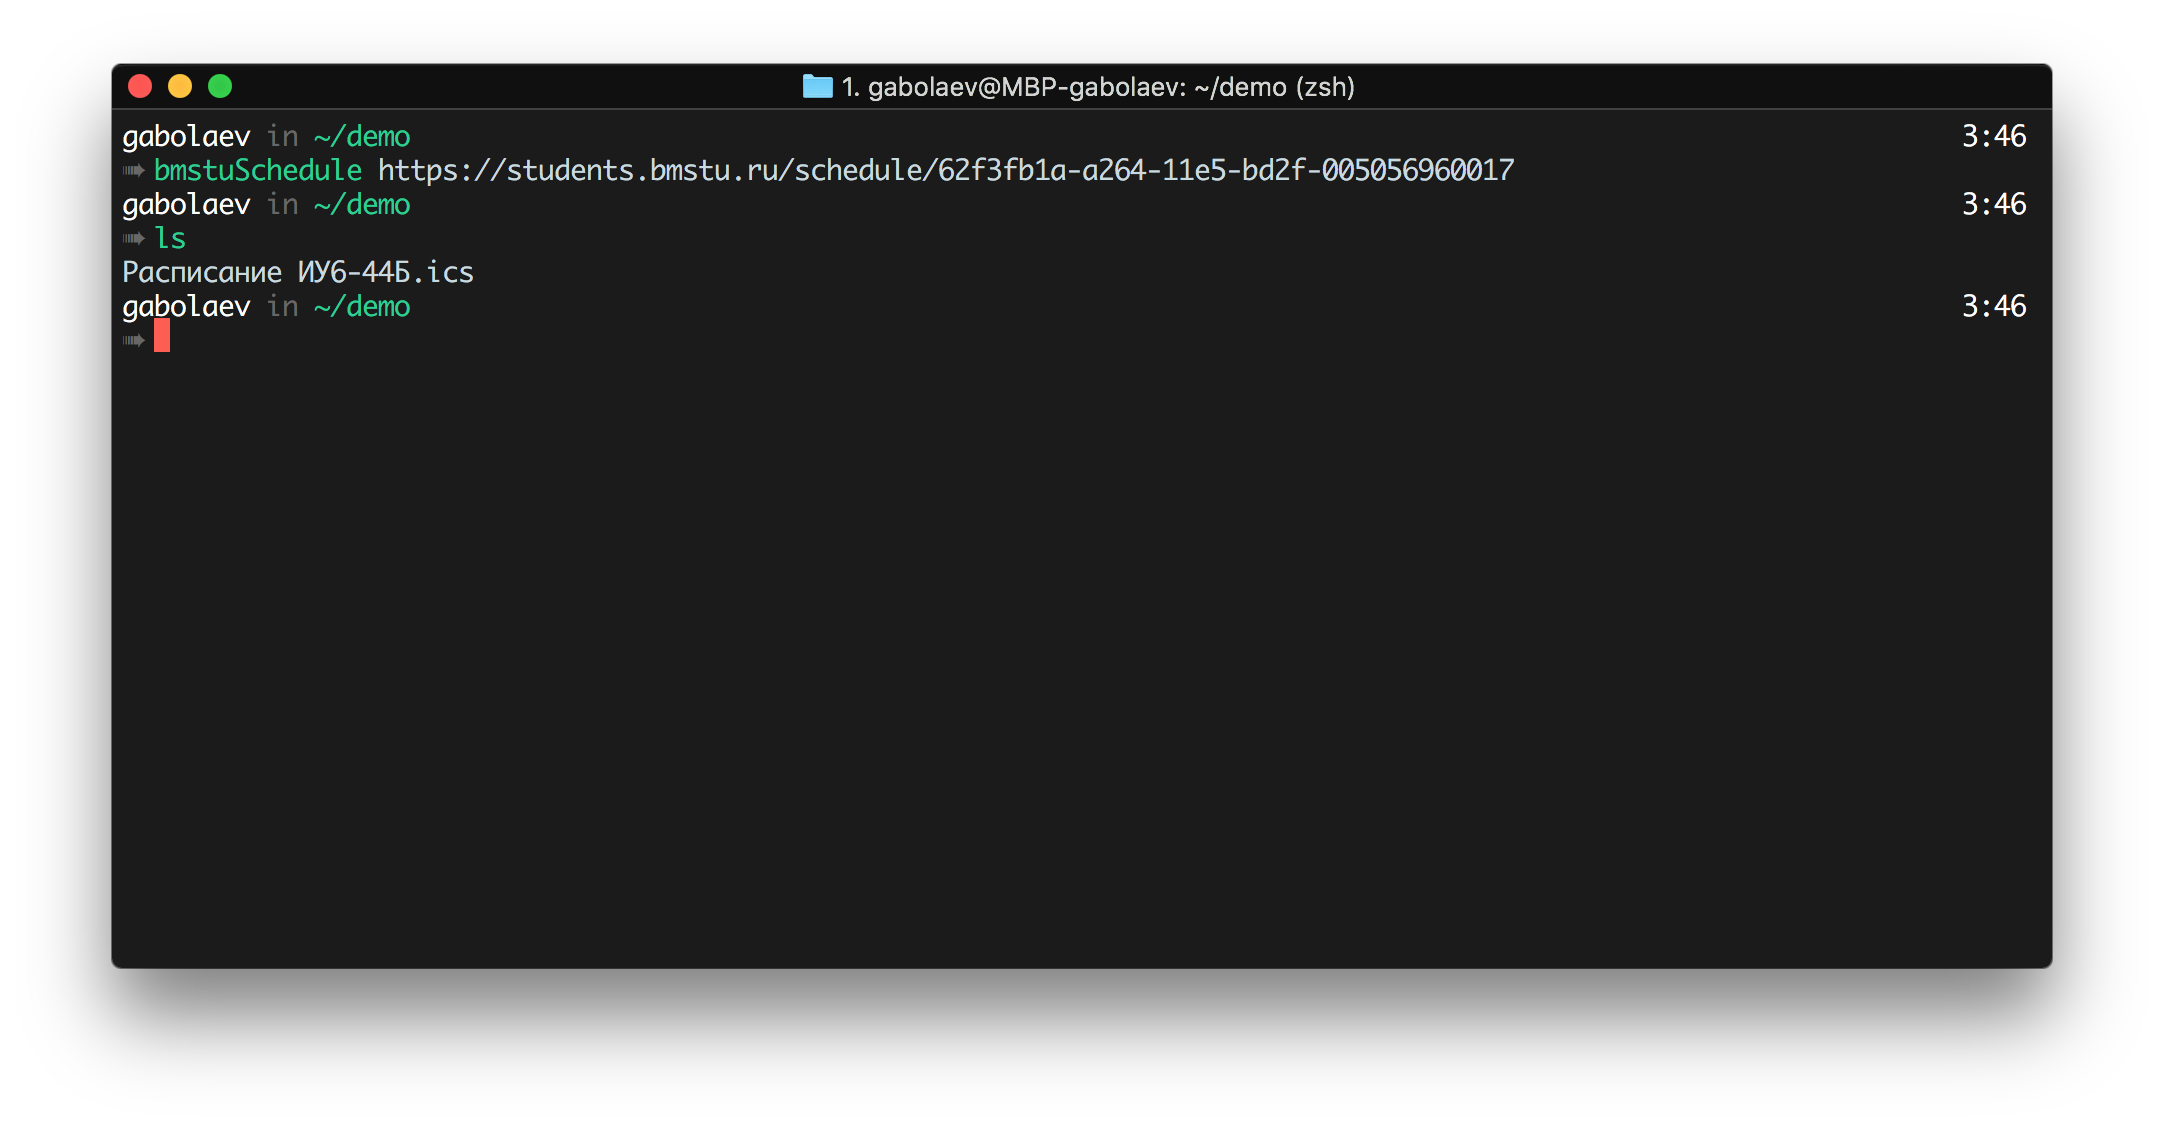 1. gabolaev@MBP-gabolaev: ~/demo (zsh)
gabolaev in ~/demo 3:46
➠ bmstuSchedule https://students.bmstu.ru/schedule/62f3fb1a-a264-11e5-bd2f-005056960017
gabolaev in ~/demo 3:46
➠ ls
Расписание ИУ6-44Б.ics
gabolaev in ~/demo 3:46
➠